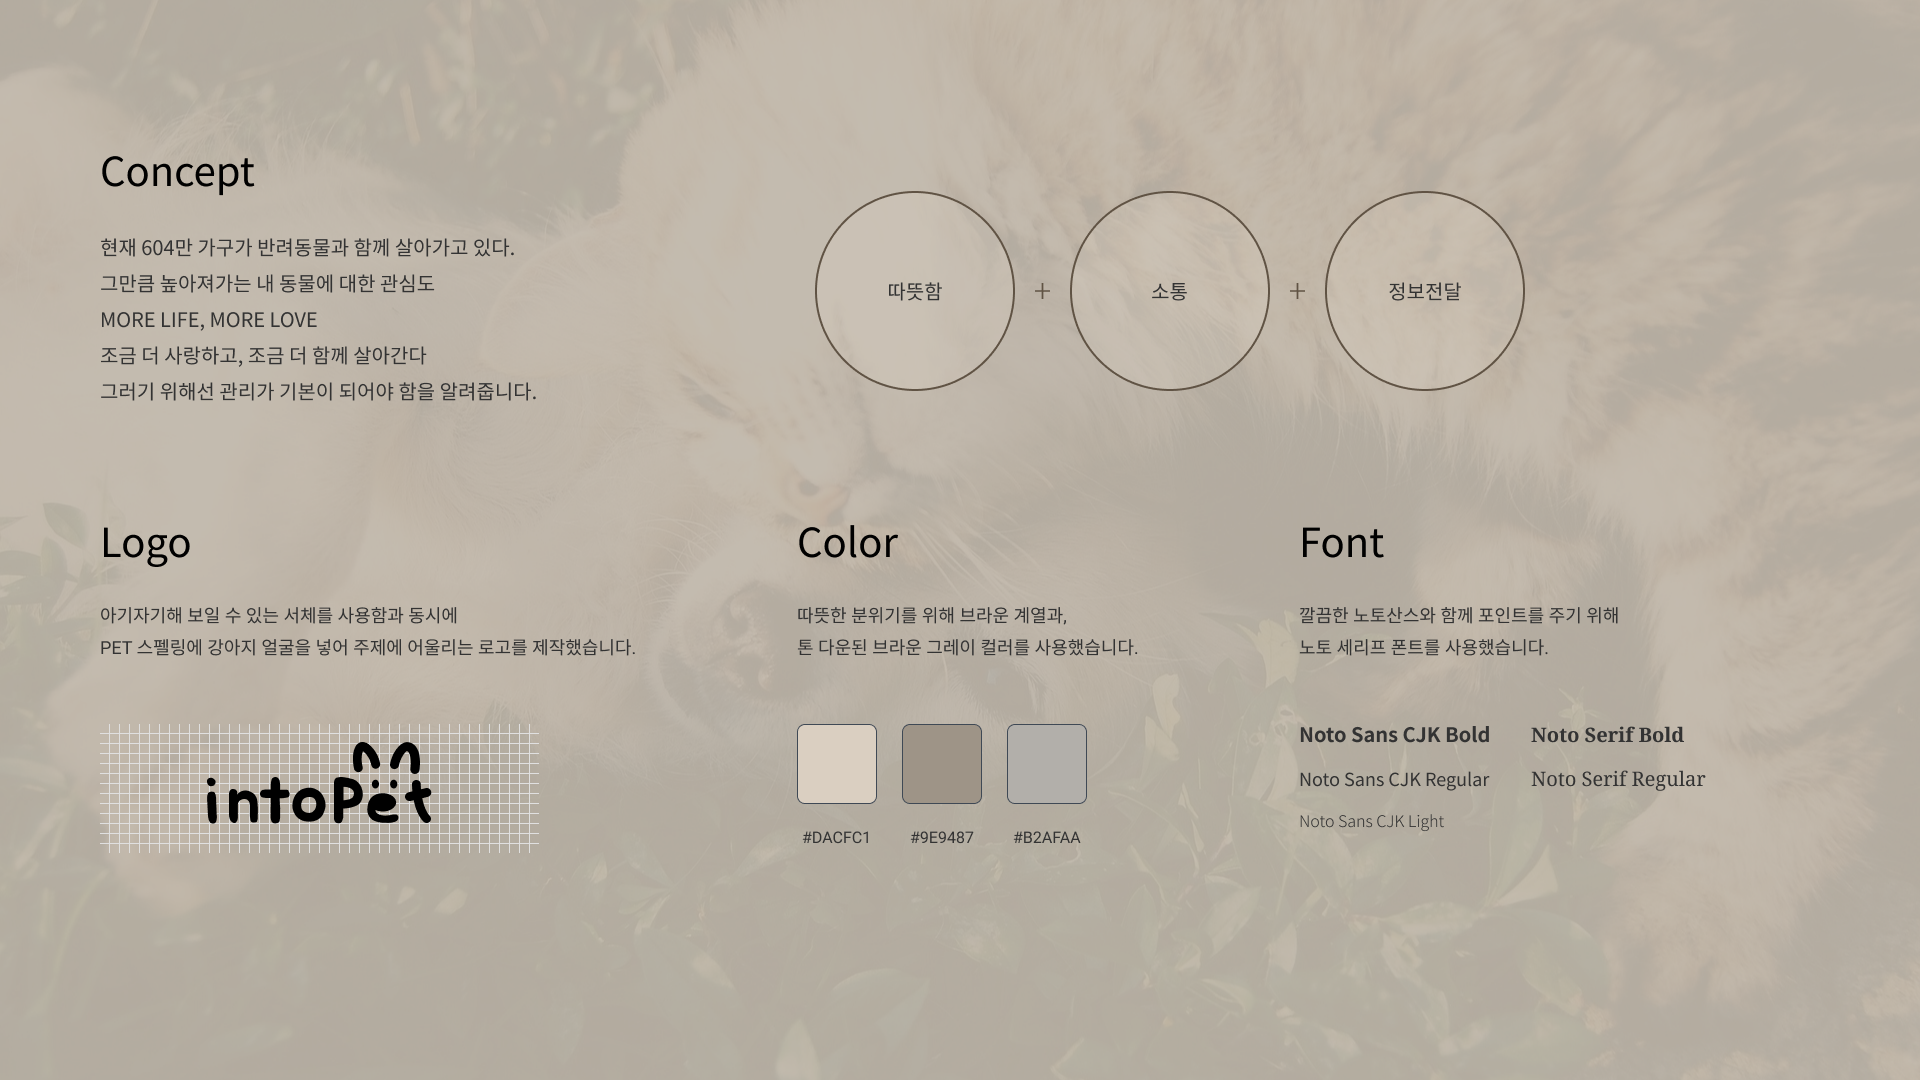 Concept
현재 604만 가구가 반려동물과 함께 살아가고 있다.
그만큼 높아져가는 내 동물에 대한 관심도
MORE LIFE, MORE LOVE
조금 더 사랑하고, 조금 더 함께 살아간다
그러기 위해선 관리가 기본이 되어야 함을 알려줍니다.
따뜻함 + 소통 + 정보전달
Logo
아기자기해 보일 수 있는 서체를 사용함과 동시에
PET 스펠링에 강아지 얼굴을 넣어 주제에 어울리는 로고를 제작했습니다.
intoPet
Color
따뜻한 분위기를 위해 브라운 계열과,
톤 다운된 브라운 그레이 컬러를 사용했습니다.
#DACFC1 #9E9487 #B2AFAA
Font
깔끔한 노토산스와 함께 포인트를 주기 위해
노토 세리프 폰트를 사용했습니다.
Noto Sans CJK Bold
Noto Sans CJK Regular
Noto Sans CJK Light
Noto Serif Bold
Noto Serif Regular